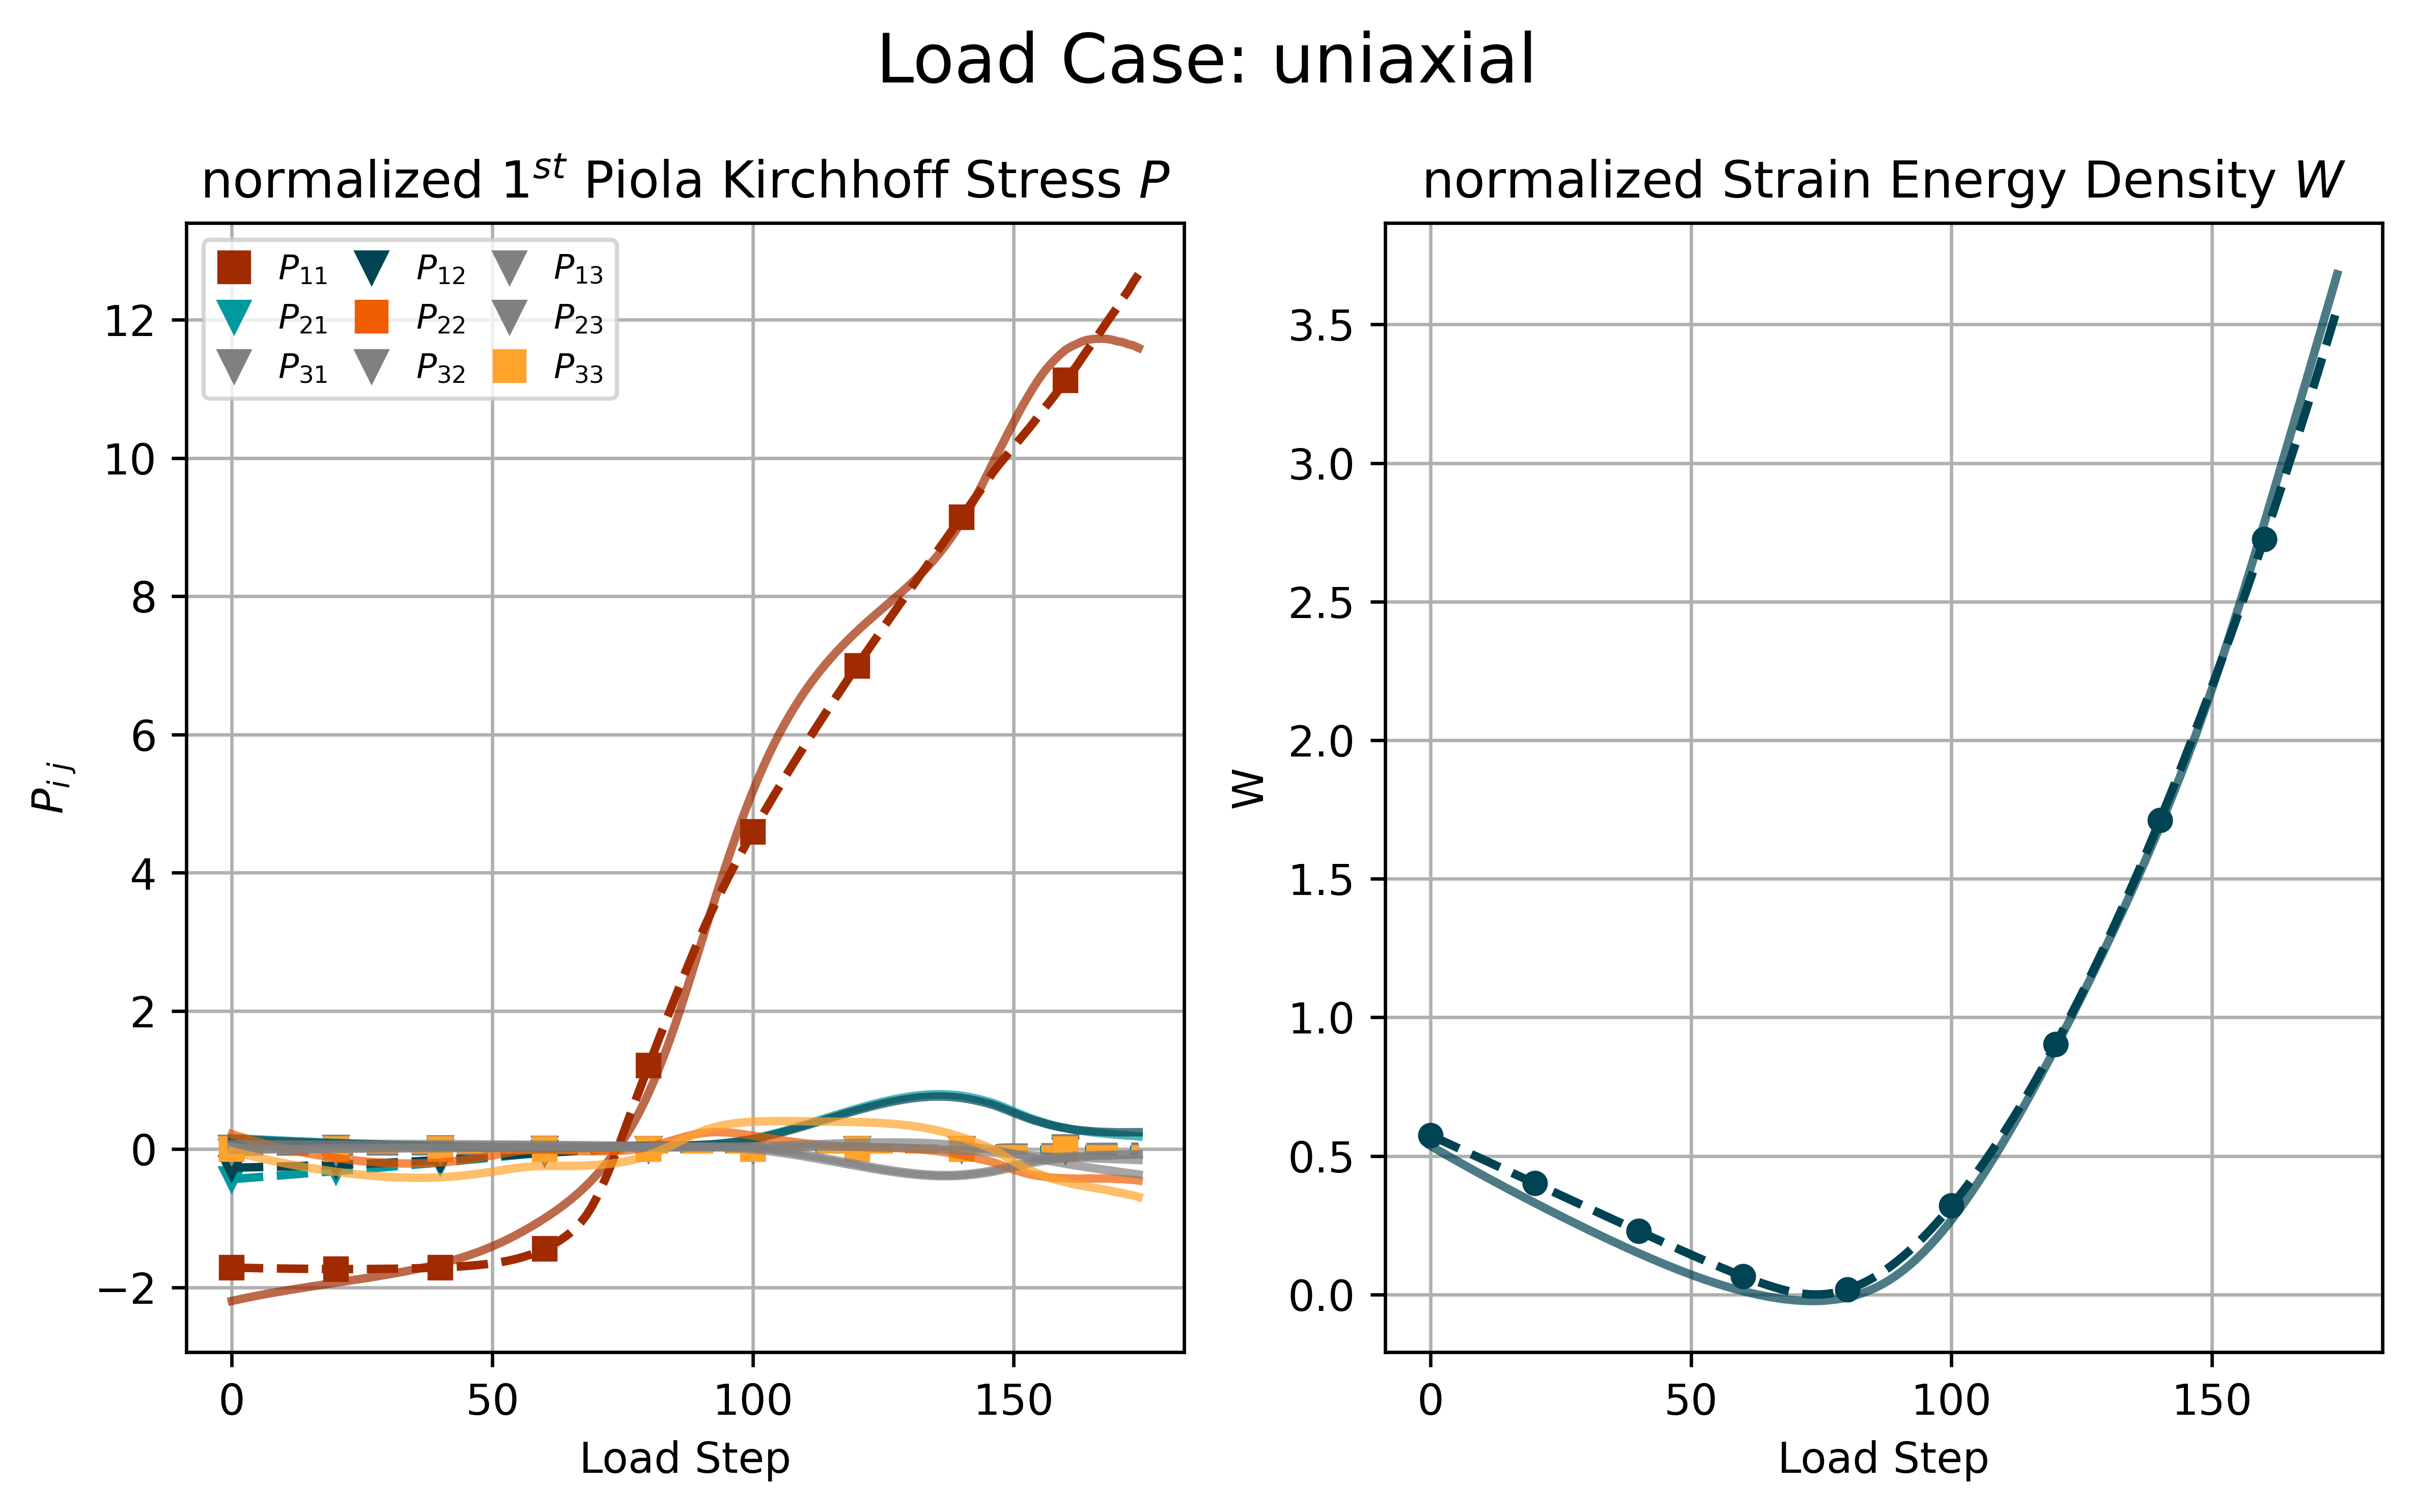 Load Case: uniaxial
normalized 1st Piola Kirchhoff Stress P
normalized Strain Energy Density W
P11 P12 P13
P21 P22 P23
P31 P32 P33
12
10
8
6
4
2
0
−2
Pi j
0 50 100 150
Load Step
3.5
3.0
2.5
2.0
1.5
1.0
0.5
0.0
W
0 50 100 150
Load Step